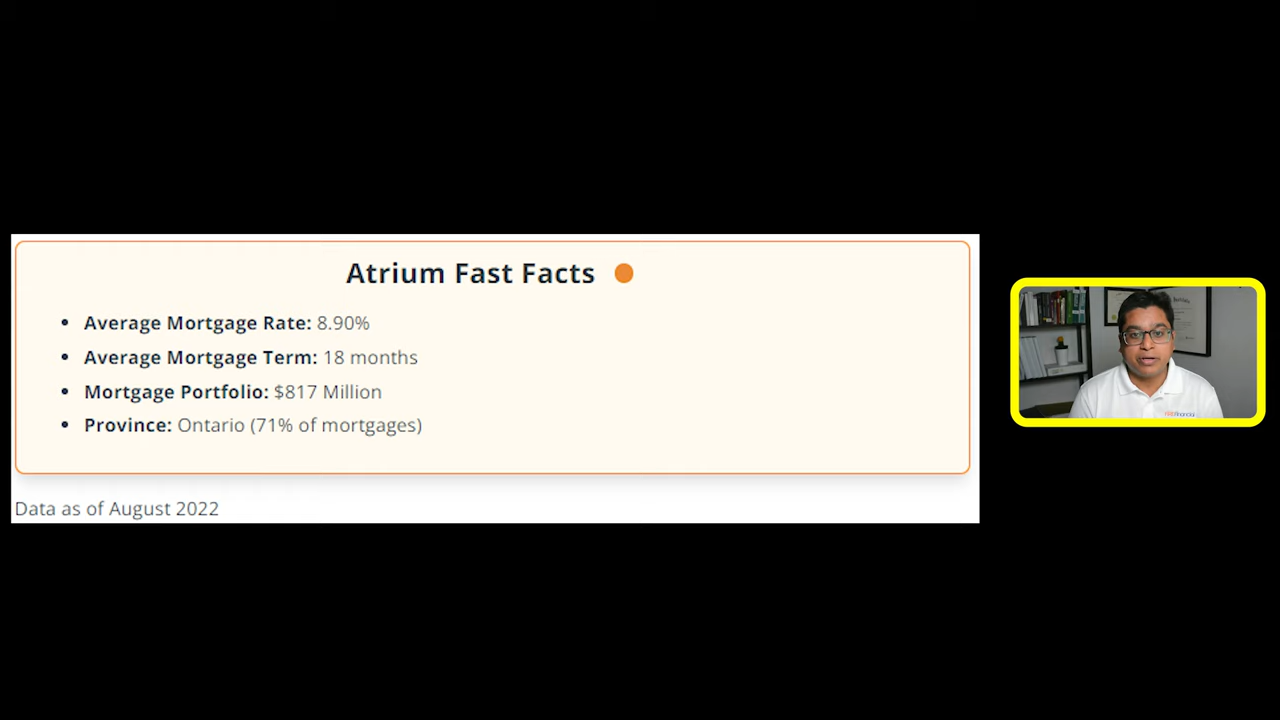 Atrium Fast Facts
Average Mortgage Rate: 8.90%
Average Mortgage Term: 18 months
Mortgage Portfolio: $817 Million
Province: Ontario (71% of mortgages)
Data as of August 2022